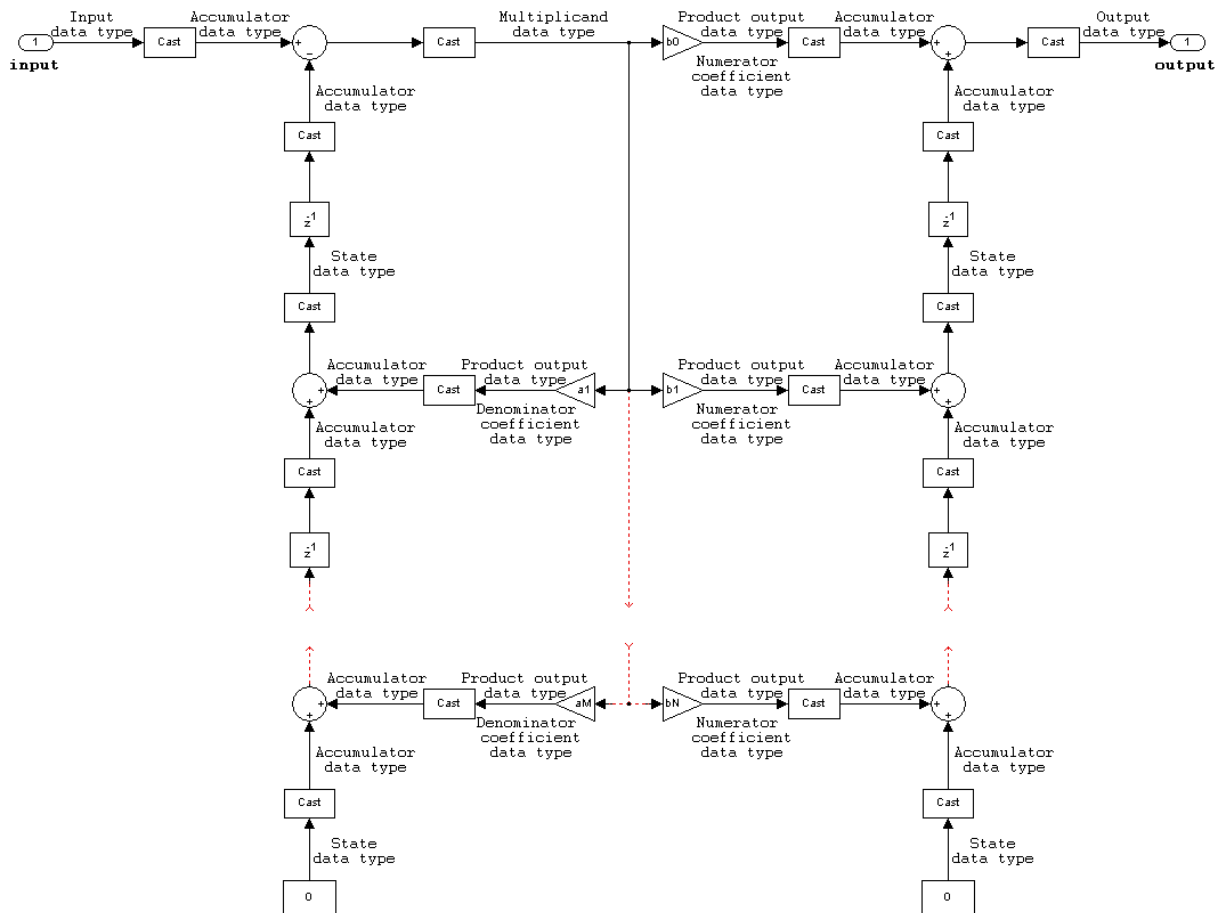 Input
data type
Accumulator
data type
Multiplicand
data type
Product output
data type
Accumulator
data type
Output
data type
1
input
Cast
+
−
Cast
b0
Cast
+
+
Cast
1
output
Numerator
coefficient
data type
Accumulator
data type
Accumulator
data type
Cast
Cast
z-1
z-1
State
data type
State
data type
Cast
Cast
Accumulator
data type
Product output
data type
Product output
data type
Accumulator
data type
+
+
Cast
a1
b1
Cast
+
+
Accumulator
data type
Denominator
coefficient
data type
Numerator
coefficient
data type
Accumulator
data type
Cast
Cast
z-1
z-1
Accumulator
data type
Product output
data type
Product output
data type
Accumulator
data type
+
+
Cast
aM
bN
Cast
+
+
Denominator
coefficient
data type
Numerator
coefficient
data type
Accumulator
data type
Accumulator
data type
Cast
Cast
State
data type
State
data type
0
0